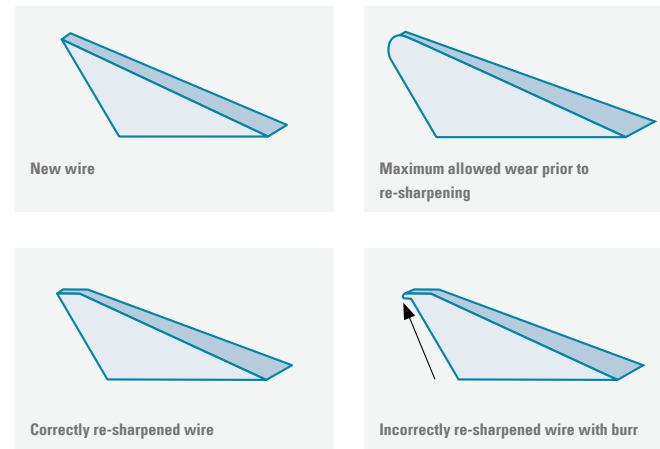 New wire
Maximum allowed wear prior to
re-sharpening
Correctly re-sharpened wire
Incorrectly re-sharpened wire with burr